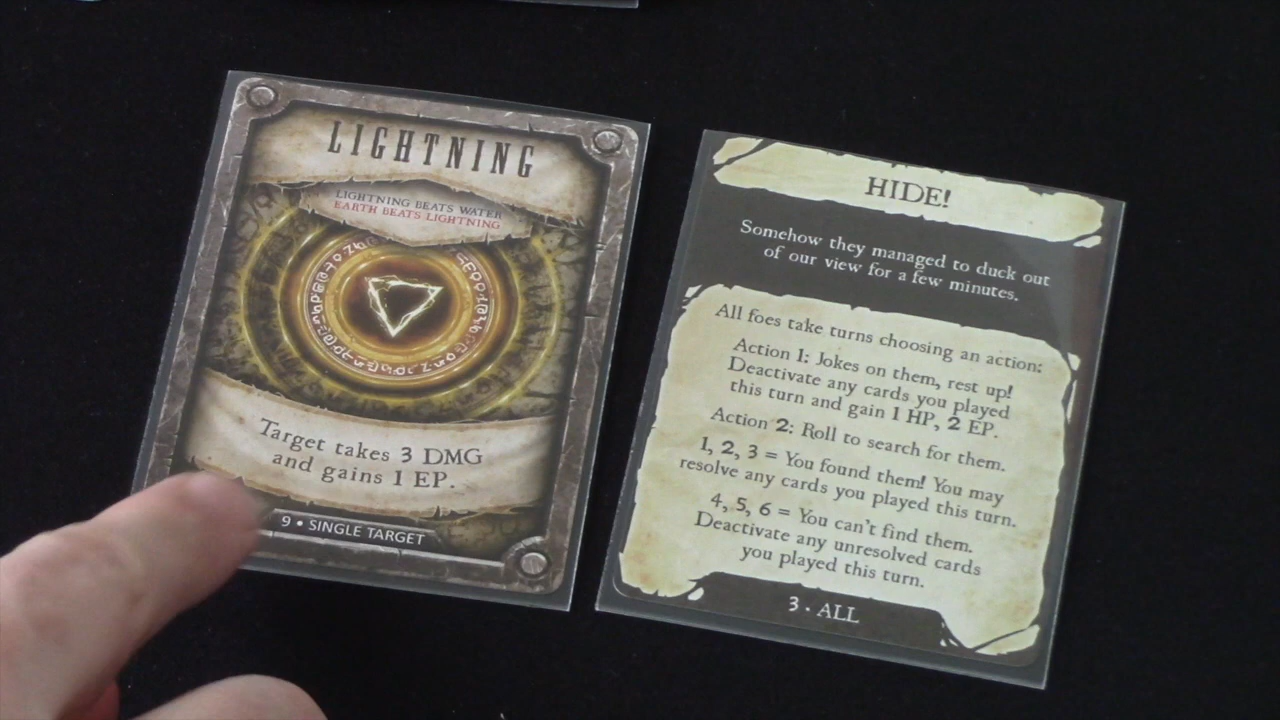 LIGHTNING
LIGHTNING BEATS WATER
EARTH BEATS LIGHTNING
Target takes 3 DMG
and gains 1 EP.
9 • SINGLE TARGET
HIDE!
Somehow they managed to duck out
of our view for a few minutes.
All foes take turns choosing an action:
Action 1: Jokes on them, rest up!
Deactivate any cards you played
this turn and gain 1 HP, 2 EP.
Action 2: Roll to search for them.
1, 2, 3 = You found them! You may
resolve any cards you played this turn.
4, 5, 6 = You can't find them.
Deactivate any unresolved cards
you played this turn.
3 • ALL